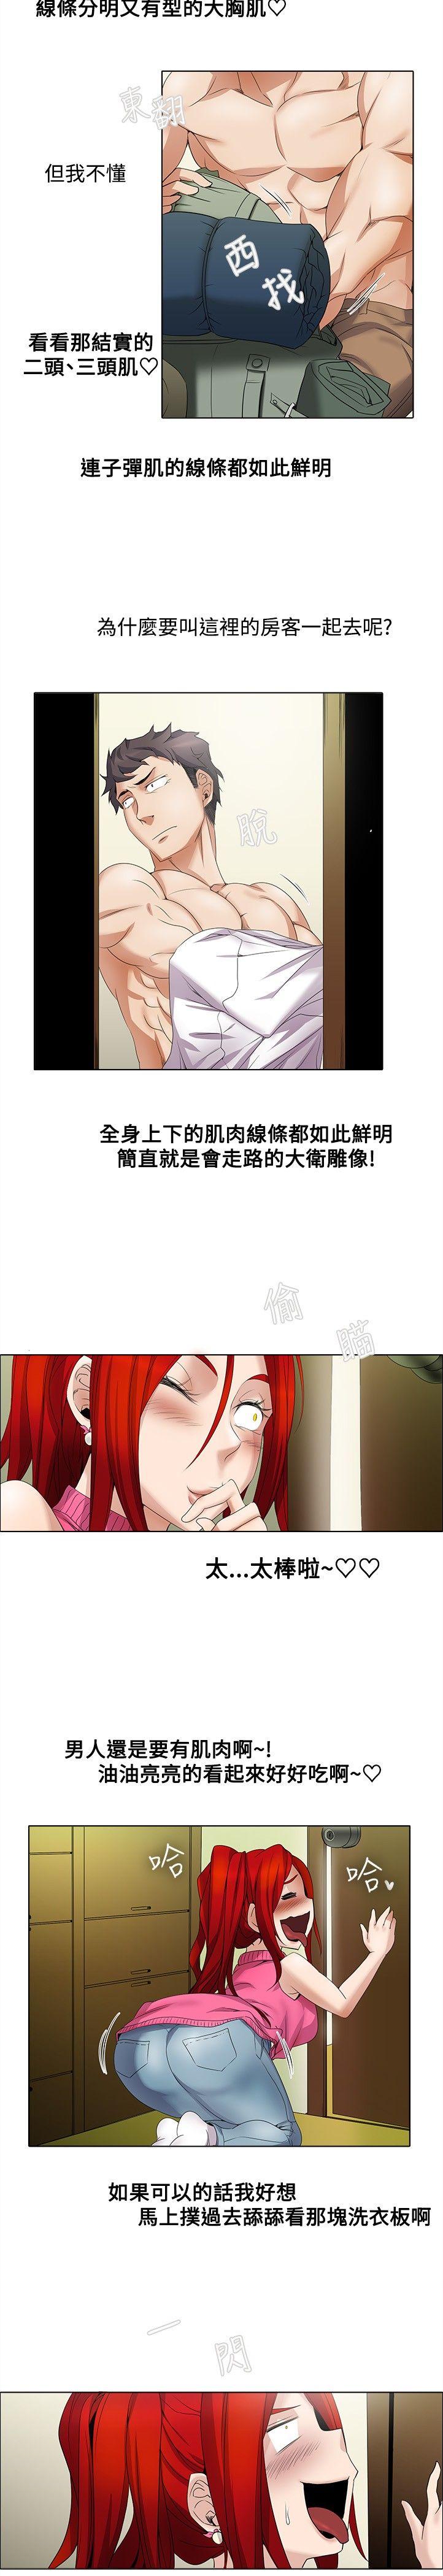 線條分明又有型的大胸肌♡
東翻
但我不懂
西找
看看那結實的
二頭、三頭肌♡
連子彈肌的線條都如此鮮明
為什麼要叫這裡的房客一起去呢?
脫
全身上下的肌肉線條都如此鮮明
簡直就是會走路的大衛雕像!
偷瞄
太...太棒啦~♡♡
男人還是要有肌肉啊~!
油油亮亮的看起來好好吃啊~♡
哈
哈♥
如果可以的話我好想
馬上撲過去舔舔看那塊洗衣板啊
一閃